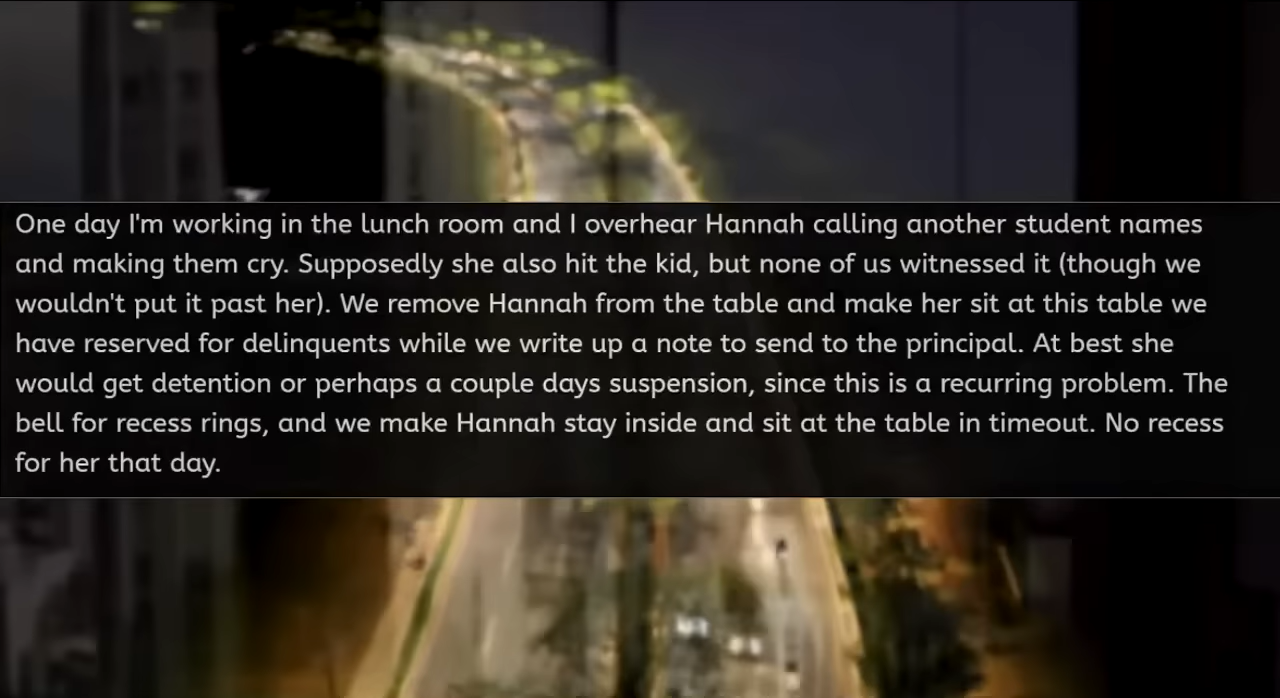 One day I'm working in the lunch room and I overhear Hannah calling another student names
and making them cry. Supposedly she also hit the kid, but none of us witnessed it (though we
wouldn't put it past her). We remove Hannah from the table and make her sit at this table we
have reserved for delinquents while we write up a note to send to the principal. At best she
would get detention or perhaps a couple days suspension, since this is a recurring problem. The
bell for recess rings, and we make Hannah stay inside and sit at the table in timeout. No recess
for her that day.